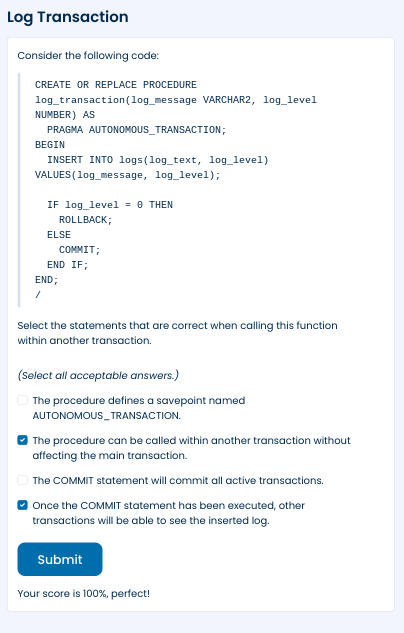 Log Transaction
Consider the following code:
CREATE OR REPLACE PROCEDURE
log_transaction(log_message VARCHAR2, log_level
NUMBER) AS
PRAGMA AUTONOMOUS_TRANSACTION;
BEGIN
INSERT INTO logs(log_text, log_level)
VALUES(log_message, log_level);
IF log_level = 0 THEN
ROLLBACK;
ELSE
COMMIT;
END IF;
END;
/
Select the statements that are correct when calling this function
within another transaction.
(Select all acceptable answers.)
The procedure defines a savepoint named
AUTONOMOUS_TRANSACTION.
The procedure can be called within another transaction without
affecting the main transaction.
The COMMIT statement will commit all active transactions.
Once the COMMIT statement has been executed, other
transactions will be able to see the inserted log.
Submit
Your score is 100%, perfect!